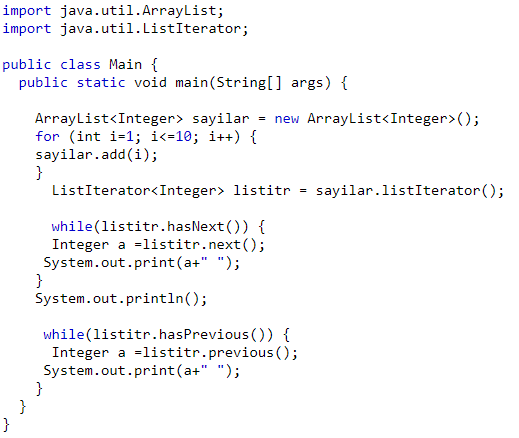 import java.util.ArrayList;
import java.util.ListIterator;

public class Main {
  public static void main(String[] args) {

    ArrayList<Integer> sayilar = new ArrayList<Integer>();
    for (int i=1; i<=10; i++) {
    sayilar.add(i);
    }
      ListIterator<Integer> listitr = sayilar.listIterator();

      while(listitr.hasNext()) {
      Integer a =listitr.next();
     System.out.print(a+" ");
    }
    System.out.println();

     while(listitr.hasPrevious()) {
      Integer a =listitr.previous();
     System.out.print(a+" ");
    }
  }
}